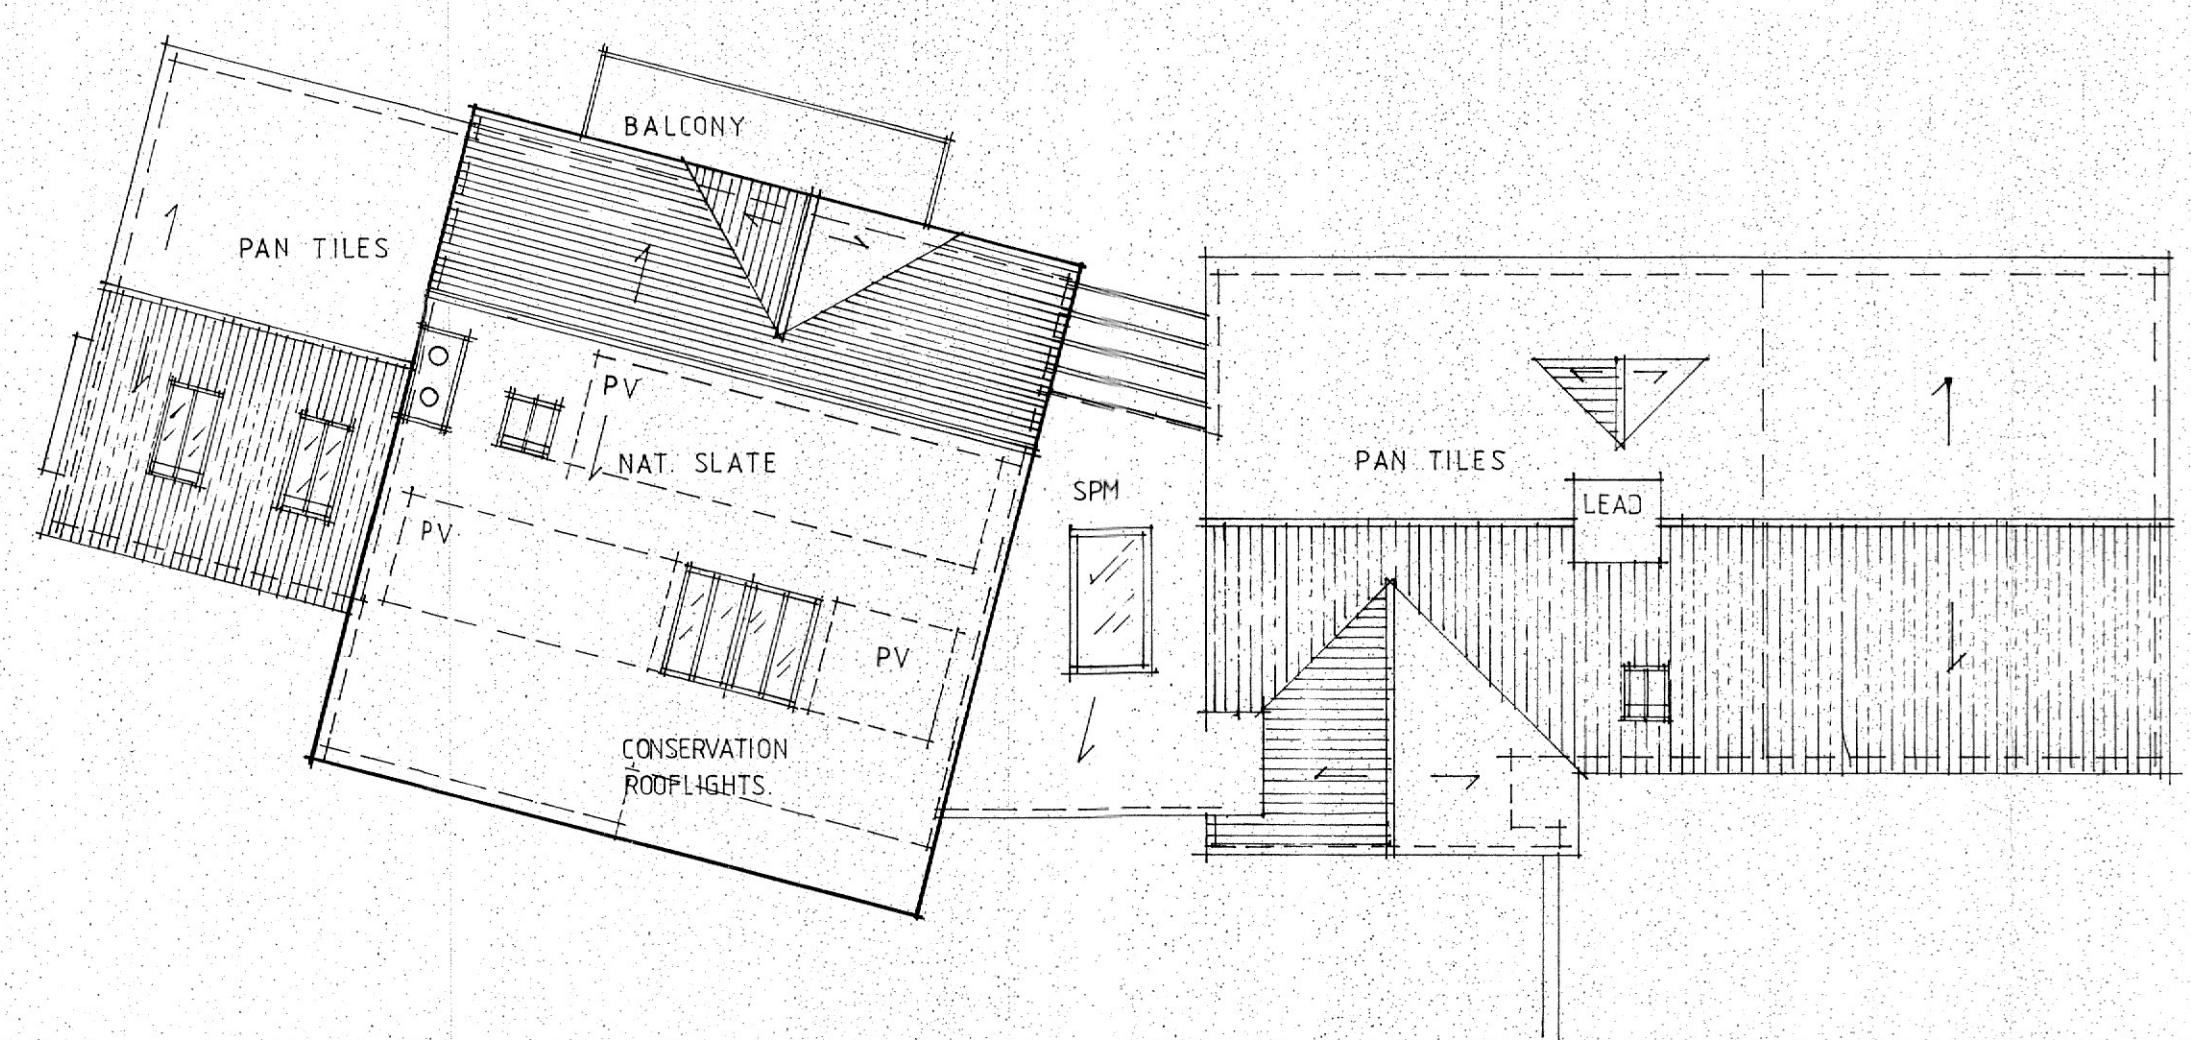 BALCONY
PAN TILES
PV
NAT. SLATE
PV
PV
CONSERVATION
ROOFLIGHTS.
SPM
PAN TILES
LEAD